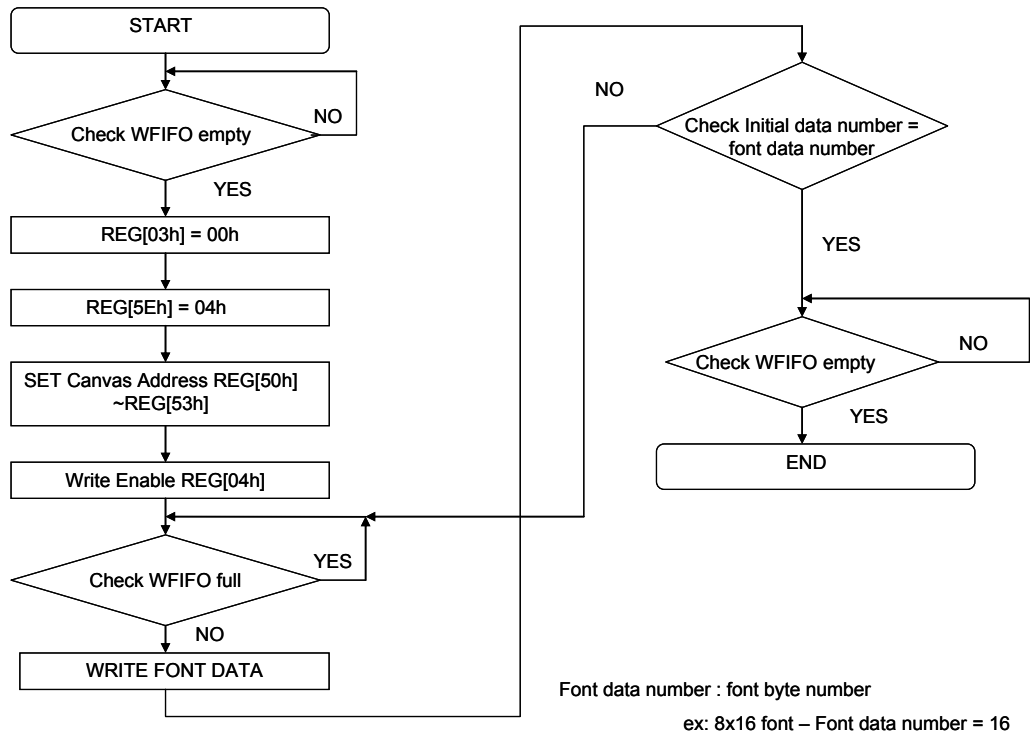 START
NO
Check WFIFO empty
YES
REG[03h] = 00h
REG[5Eh] = 04h
SET Canvas Address REG[50h]
~REG[53h]
Write Enable REG[04h]
YES
Check WFIFO full
NO
WRITE FONT DATA
NO
Check Initial data number =
font data number
YES
NO
Check WFIFO empty
YES
END
Font data number : font byte number
ex: 8x16 font – Font data number = 16